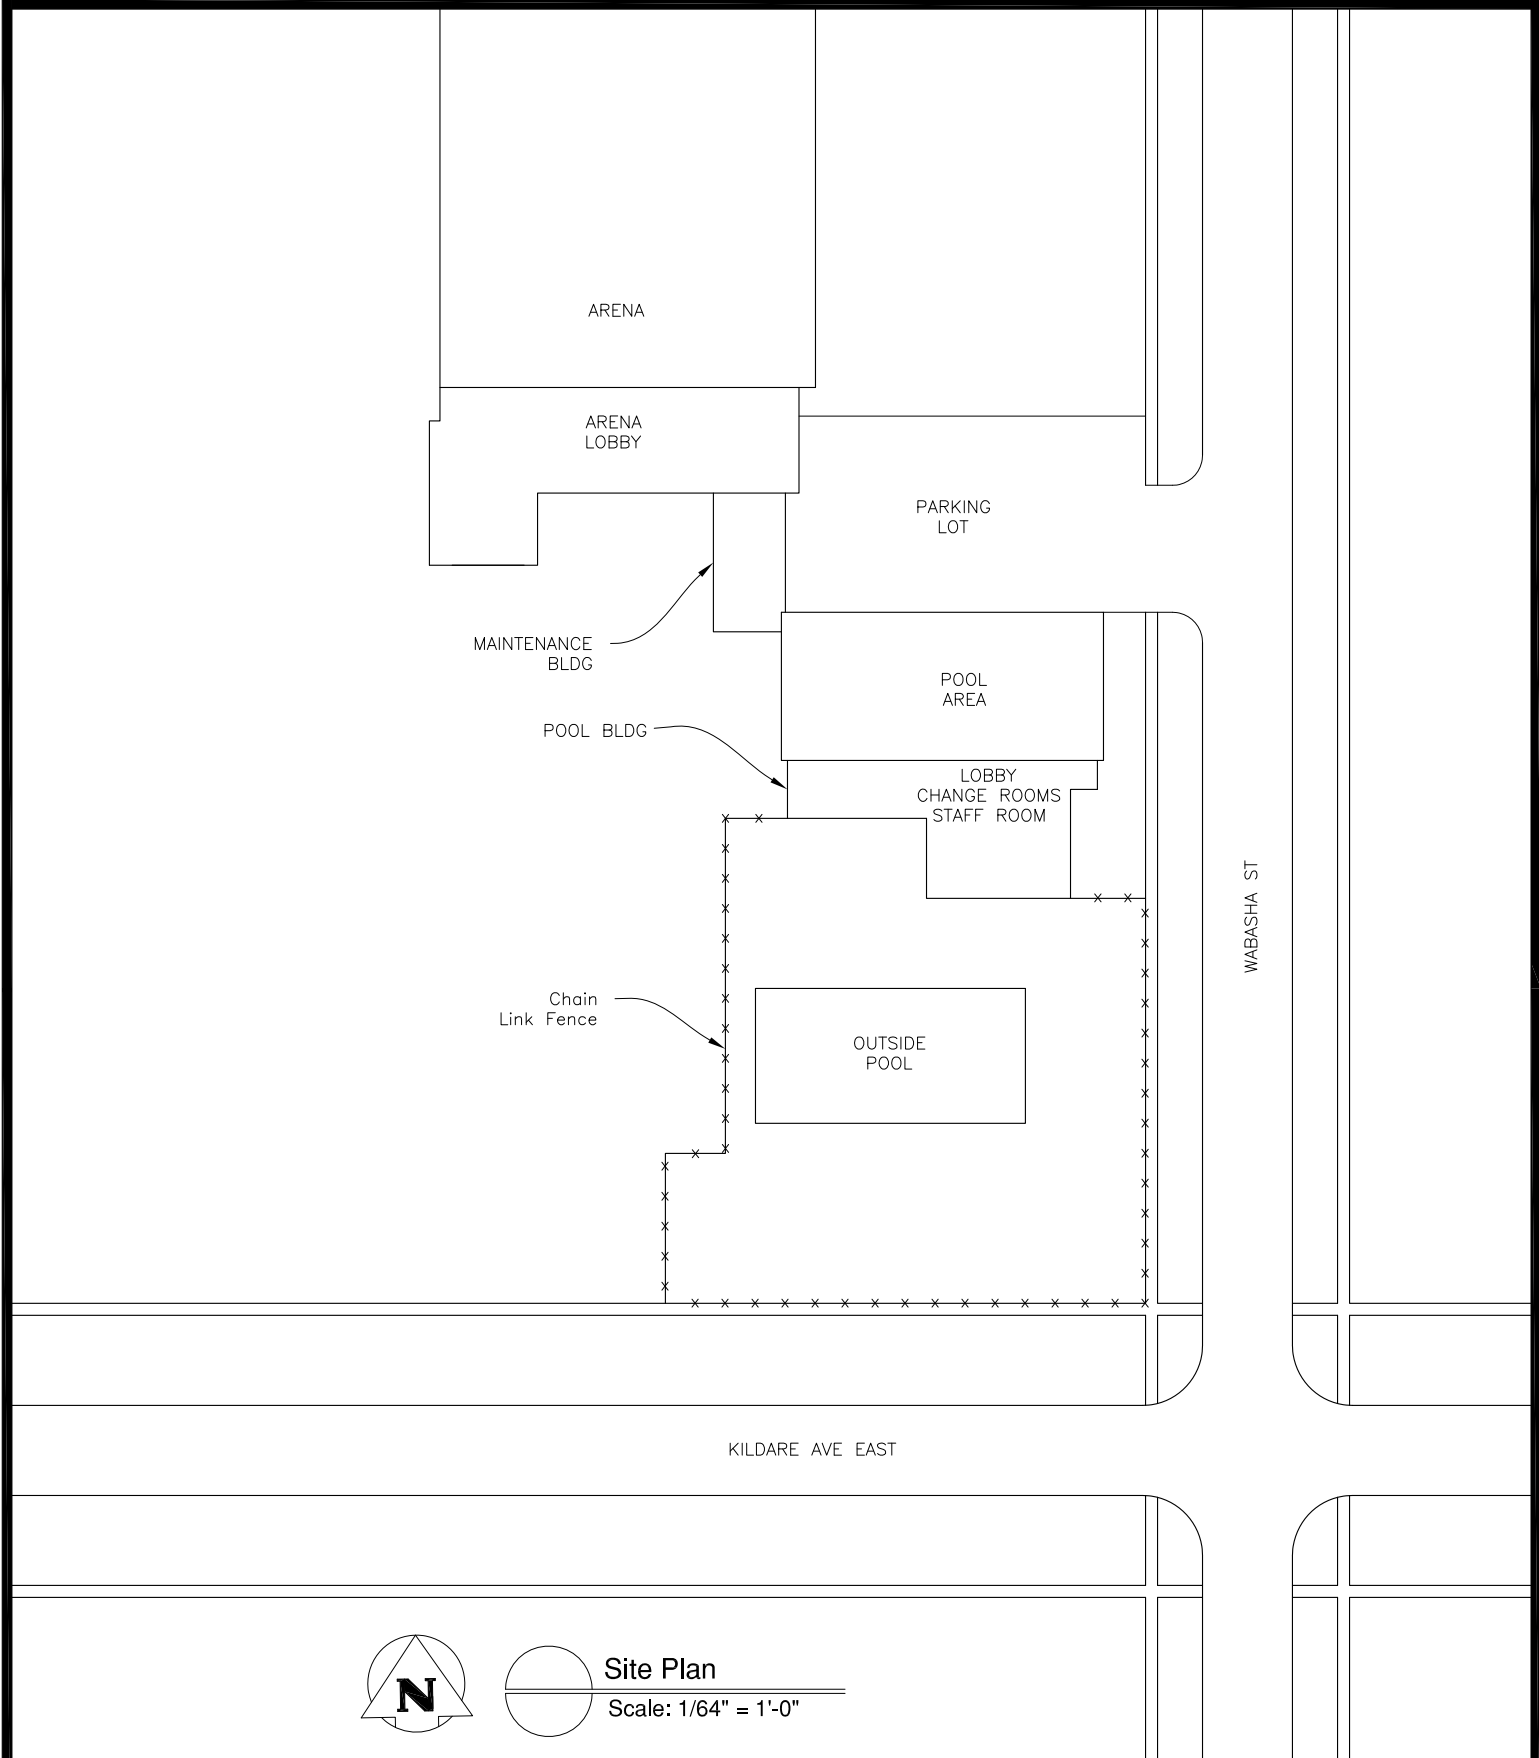 ARENA
ARENA
LOBBY
PARKING
LOT
MAINTENANCE
BLDG
POOL
AREA
POOL BLDG
LOBBY
CHANGE ROOMS
STAFF ROOM
WABASHA ST
Chain
Link Fence
OUTSIDE
POOL
KILDARE AVE EAST
N
Site Plan
Scale: 1/64" = 1'-0"